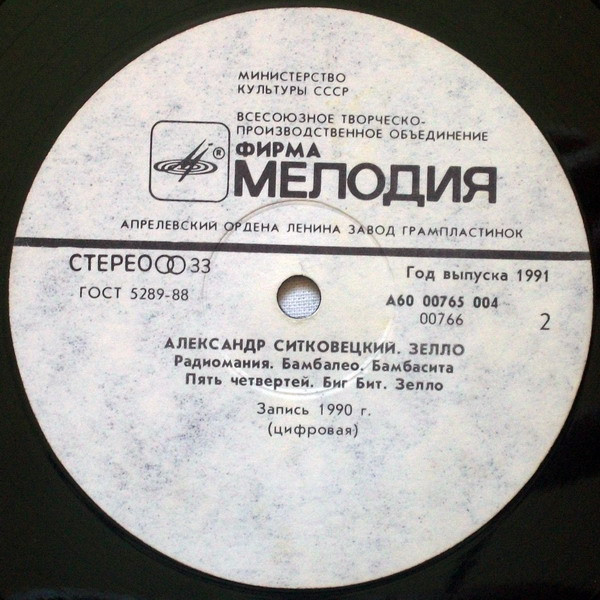 МИНИСТЕРСТВО
КУЛЬТУРЫ СССР
ВСЕСОЮЗНОЕ ТВОРЧЕСКО-
ПРОИЗВОДСТВЕННОЕ ОБЪЕДИНЕНИЕ
®
ФИРМА
МЕЛОДИЯ
АПРЕЛЕВСКИЙ ОРДЕНА ЛЕНИНА ЗАВОД ГРАМПЛАСТИНОК
СТЕРЕО 33
Год выпуска 1991
ГОСТ 5289-88
А60 00765 004
00766
2
АЛЕКСАНДР СИТКОВЕЦКИЙ. ЗЕЛЛО
Радиомания. Бамбалео. Бамбасита
Пять четвертей. Биг Бит. Зелло
Запись 1990 г.
(цифровая)